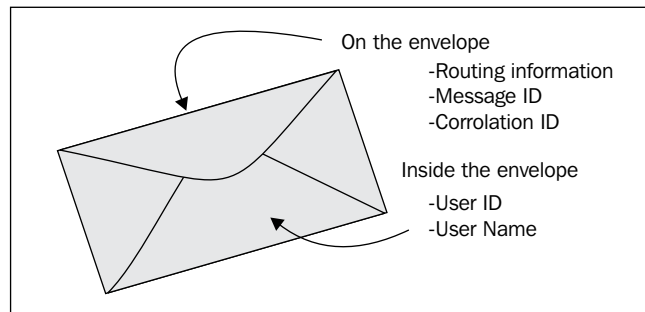 On the envelope
-Routing information
-Message ID
-Corrolation ID
Inside the envelope
-User ID
-User Name